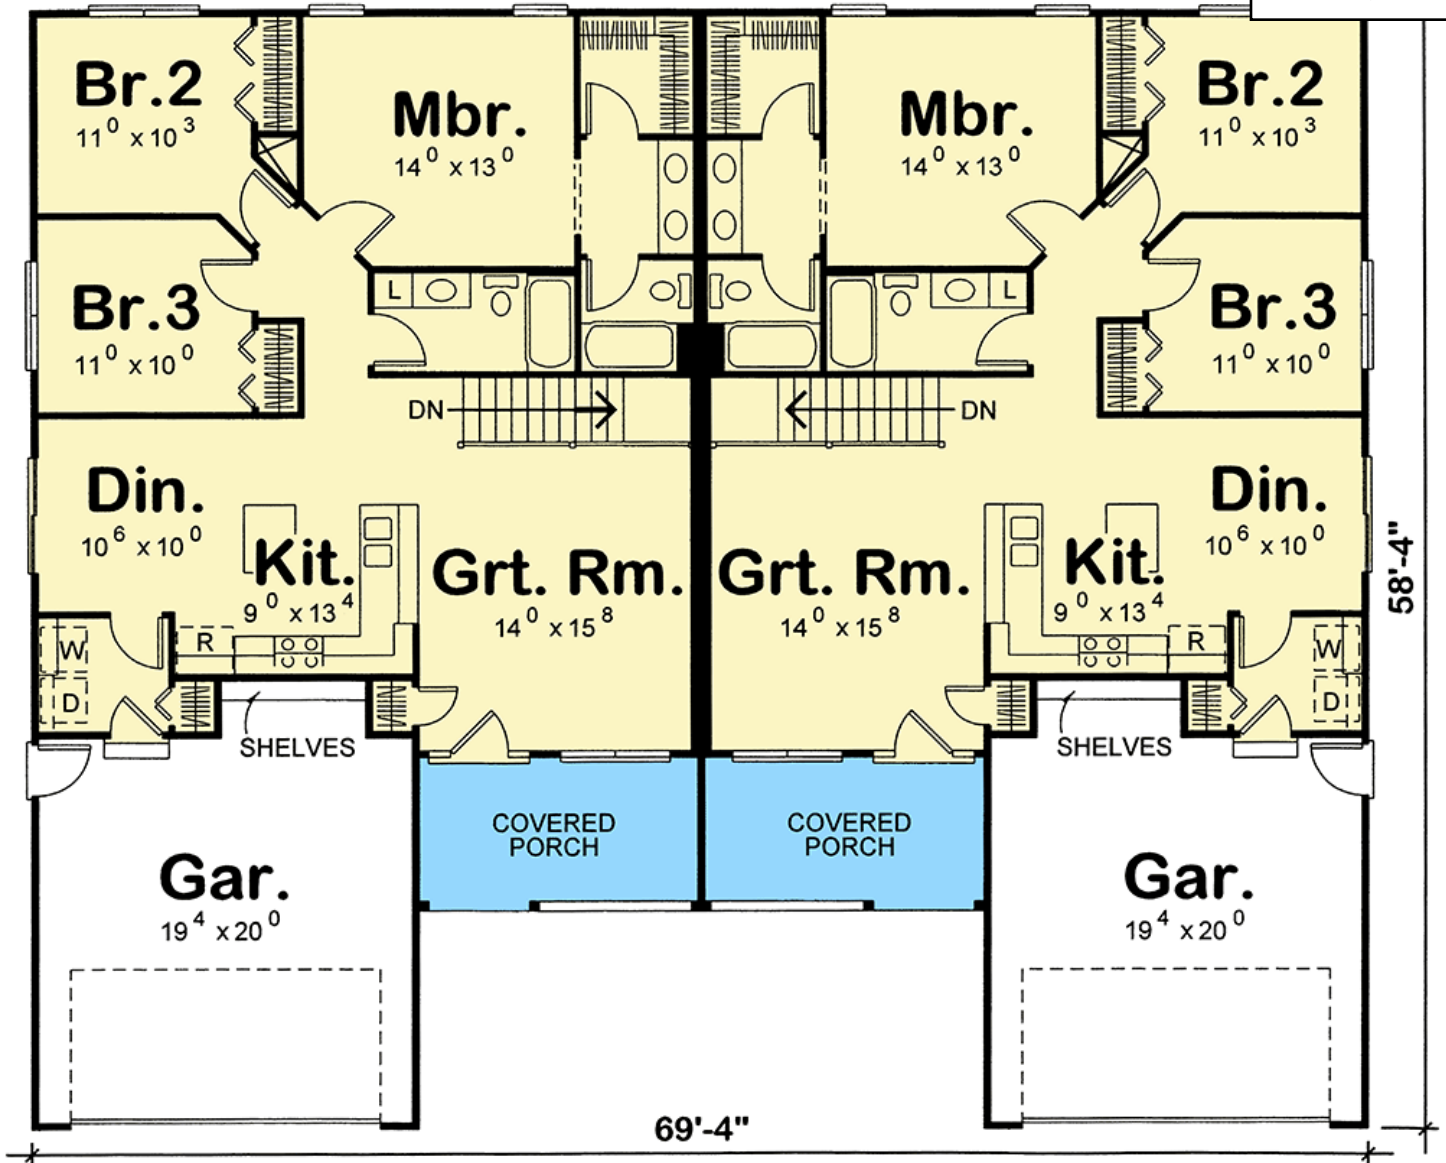 Br.2
11⁰ x 10³
Mbr.
14⁰ x 13⁰
Mbr.
14⁰ x 13⁰
Br.2
11⁰ x 10³
Br.3
11⁰ x 10⁰
L
L
Br.3
11⁰ x 10⁰
DN
DN
Din.
10⁶ x 10⁰
Kit.
9⁰ x 13⁴
Grt. Rm.
14⁰ x 15⁸
Grt. Rm.
14⁰ x 15⁸
Kit.
9⁰ x 13⁴
Din.
10⁶ x 10⁰
58'-4"
W
D
R
R
W
D
SHELVES
SHELVES
COVERED
PORCH
COVERED
PORCH
Gar.
19⁴ x 20⁰
Gar.
19⁴ x 20⁰
69'-4"